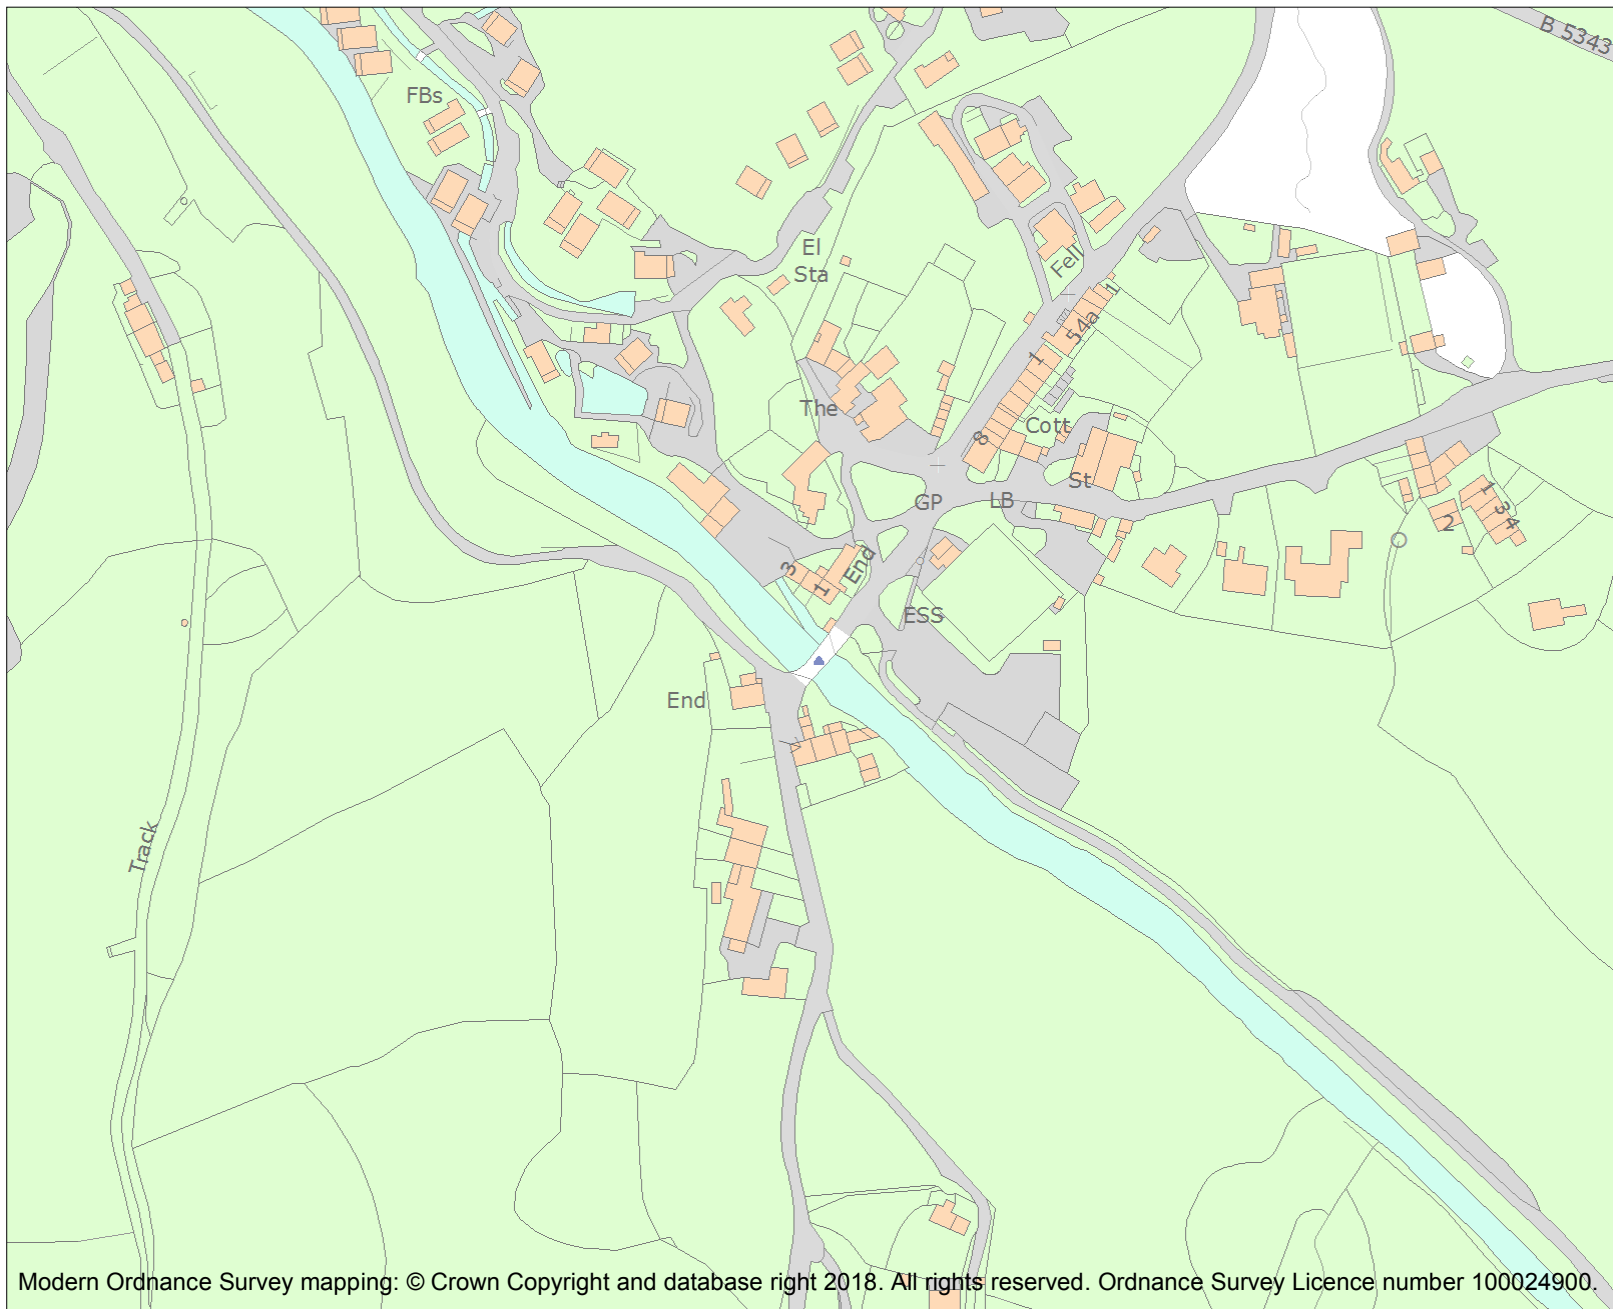 B 5343
FBs
El
Sta
Fell
1
54a
1
The
Cott
8
St
GP
LB
1
3
4
2
3
1
End
ESS
End
Track
Modern Ordnance Survey mapping: © Crown Copyright and database right 2018. All rights reserved. Ordnance Survey Licence number 100024900.